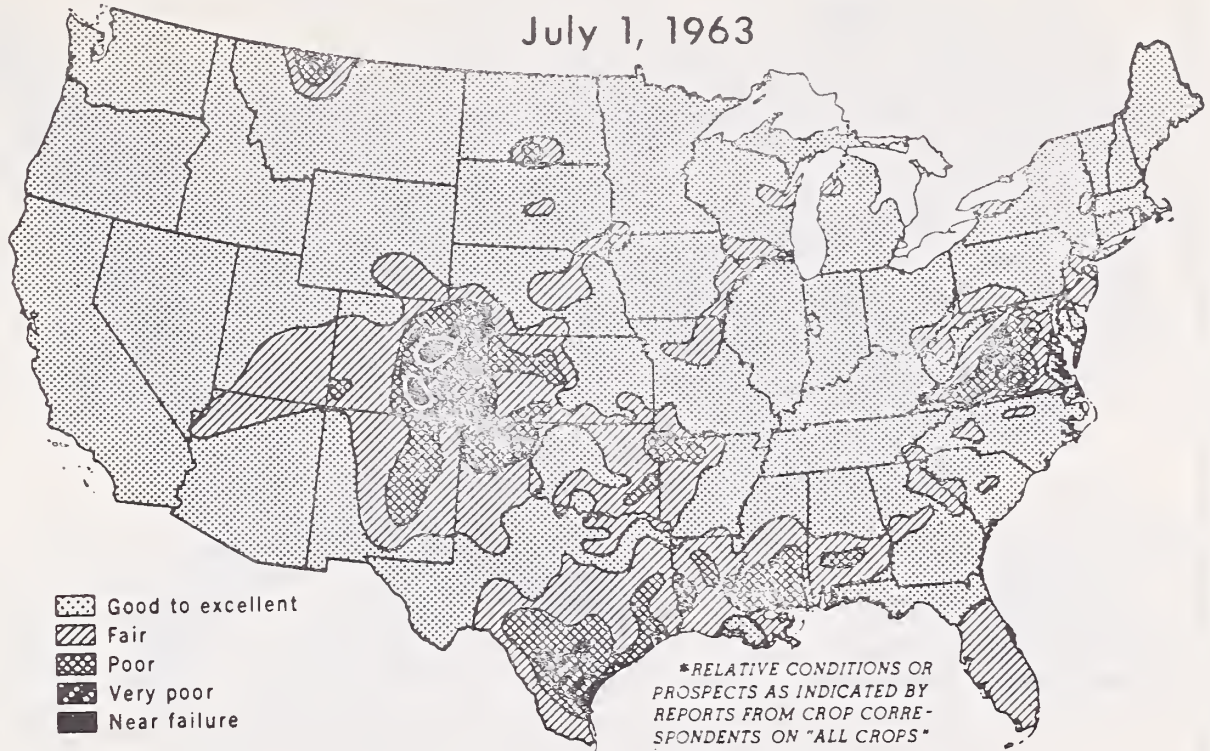 July 1, 1963
Good to excellent
Fair
Poor
Very poor
Near failure
*RELATIVE CONDITIONS OR
PROSPECTS AS INDICATED BY
REPORTS FROM CROP CORRE-
SPONDENTS ON "ALL CROPS"